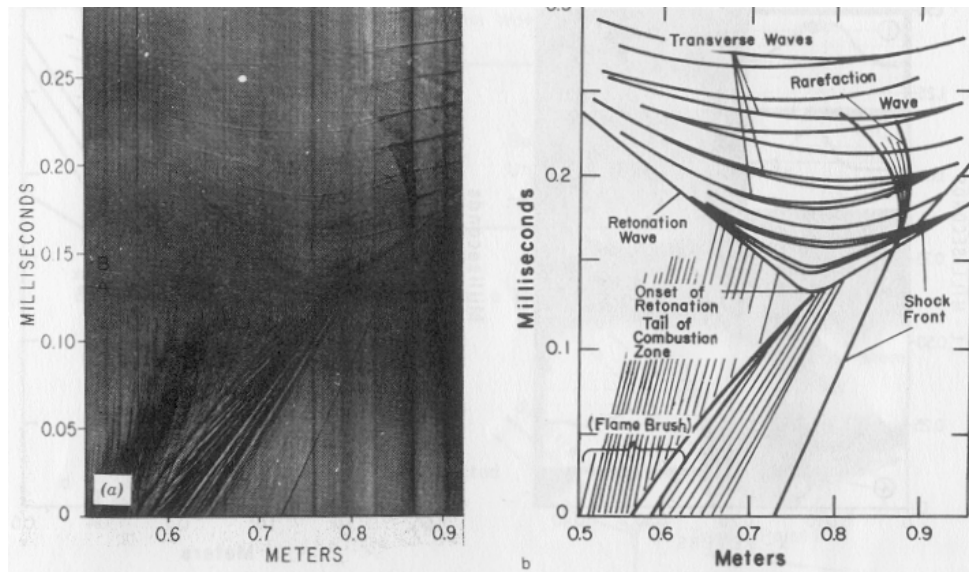 0.25
0.20
0.15
0.10
0.05
0
MILLISECONDS
B
A
(a)
0.6
0.7
0.8
0.9
METERS
Transverse Waves
Rarefaction
Wave
0.2
Retonation
Wave
Onset of
Retonation
Tail of
Combustion
Zone
Shock
Front
0.1
(Flame Brush)
0
Milliseconds
0.5
0.6
0.7
0.8
0.9
b
Meters